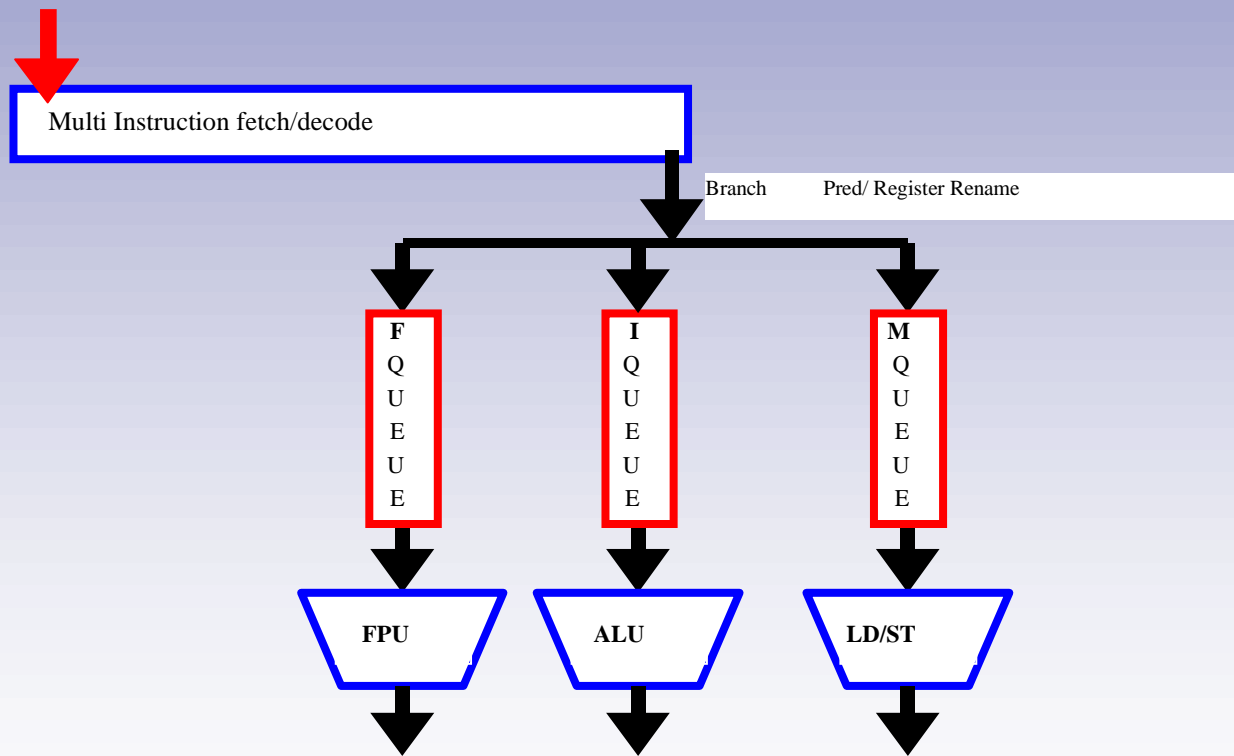 Multi Instruction fetch/decode
Branch Pred/ Register Rename
F
Q
U
E
U
E
I
Q
U
E
U
E
M
Q
U
E
U
E
FPU
ALU
LD/ST